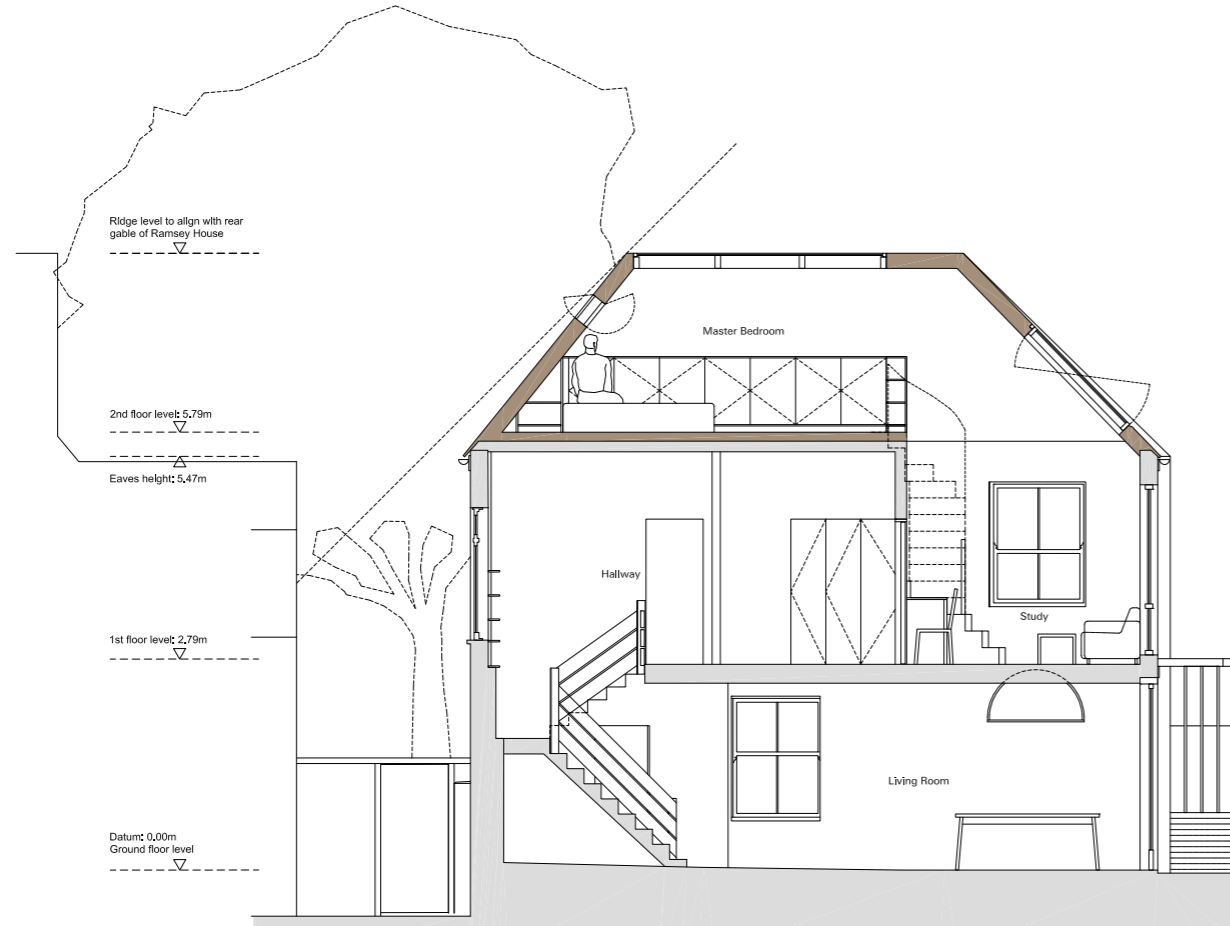 Ridge level to align with rear
gable of Ramsey House
Master Bedroom
2nd floor level: 5.79m
Eaves height: 5.47m
Hallway
Study
1st floor level: 2.79m
Living Room
Datum: 0.00m
Ground floor level